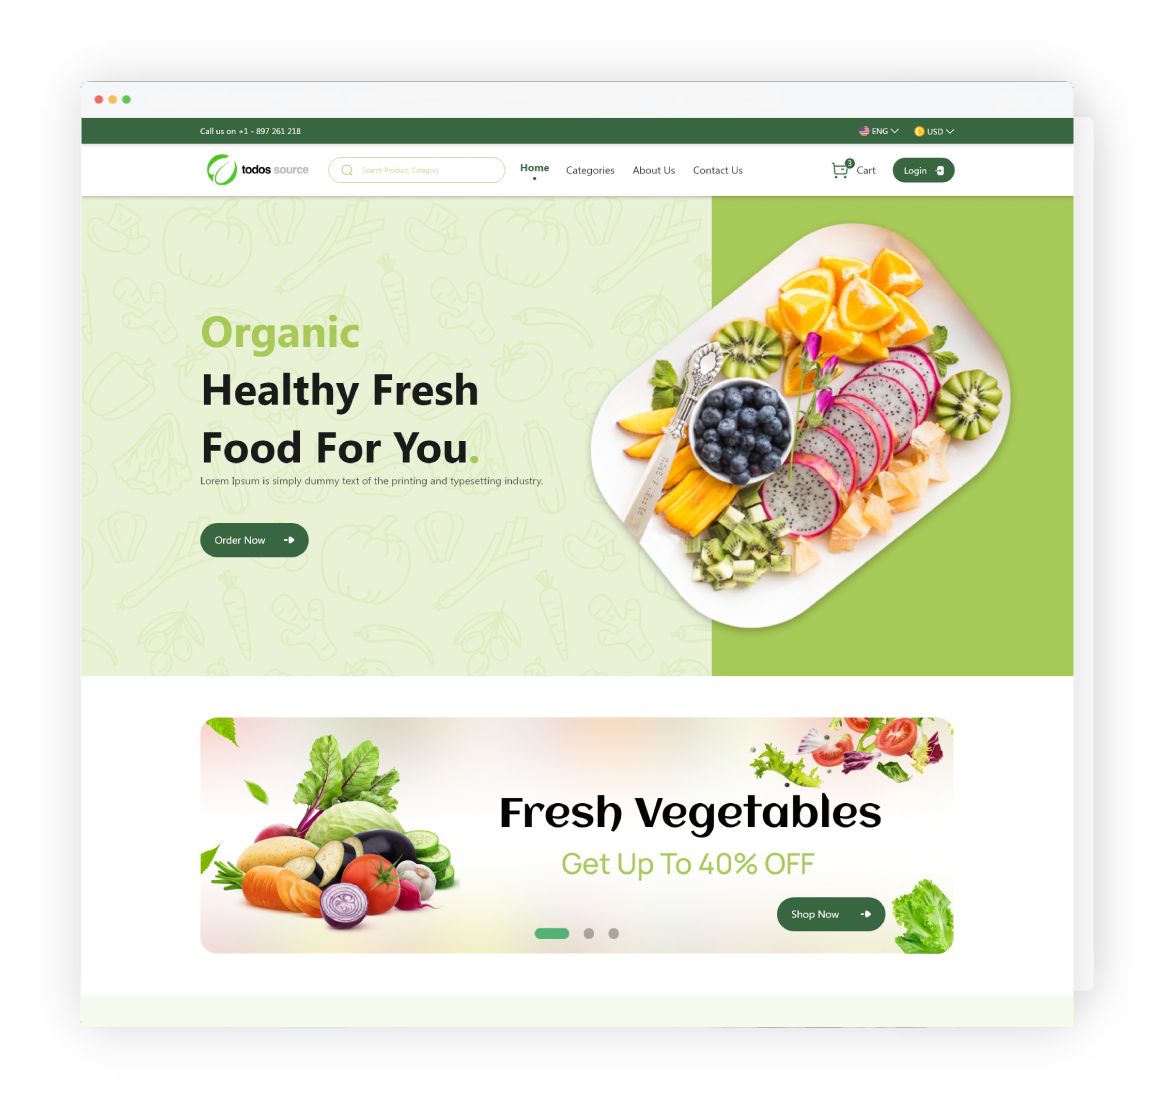 Call us on +1 - 897 261 218
ENG
USD
todos source
Search Product, Category
Home
Categories
About Us
Contact Us
3
Cart
Login
Organic
Healthy Fresh
Food For You.
Lorem Ipsum is simply dummy text of the printing and typesetting industry.
Order Now
Fresh Vegetables
Get Up To 40% OFF
Shop Now